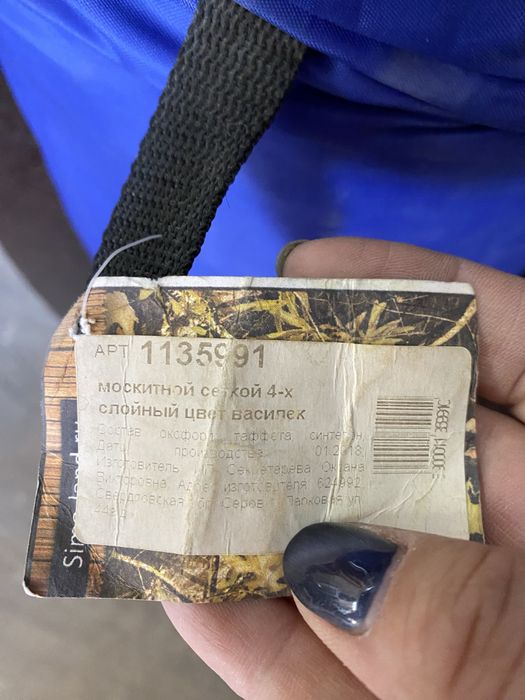 АРТ 1135991
москитной сеткой 4-х
слойный цвет василек
Состав оксфорд, таффета, синтепон,
Дата производства 01.2018,
Изготовитель ИП Секретарева Оксана
Викторовна, Адрес изготовителя 624992,
Свердловская обл Серов г Парковая ул